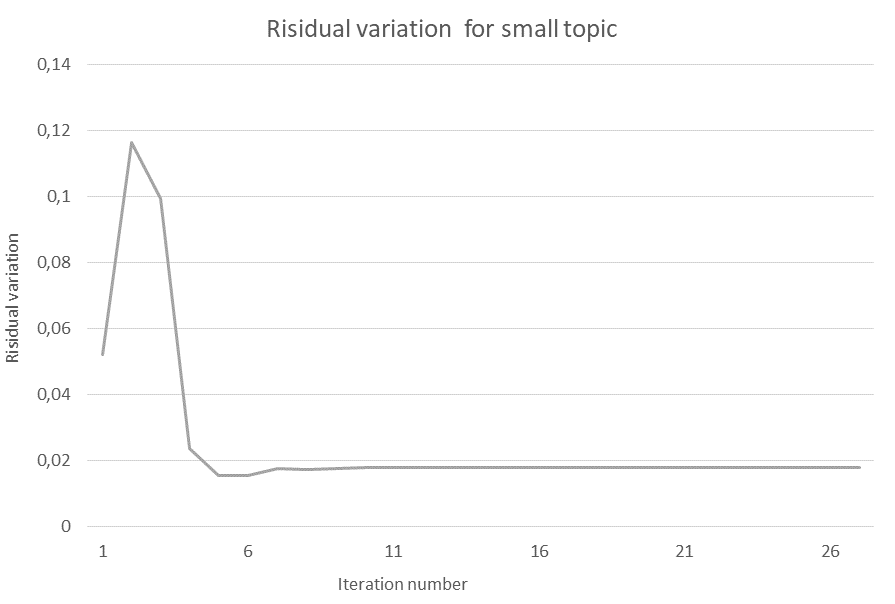 Risidual variation for small topic
0,14
0,12
0,1
0,08
0,06
0,04
0,02
0
Risidual variation
1 6 11 16 21 26
Iteration number